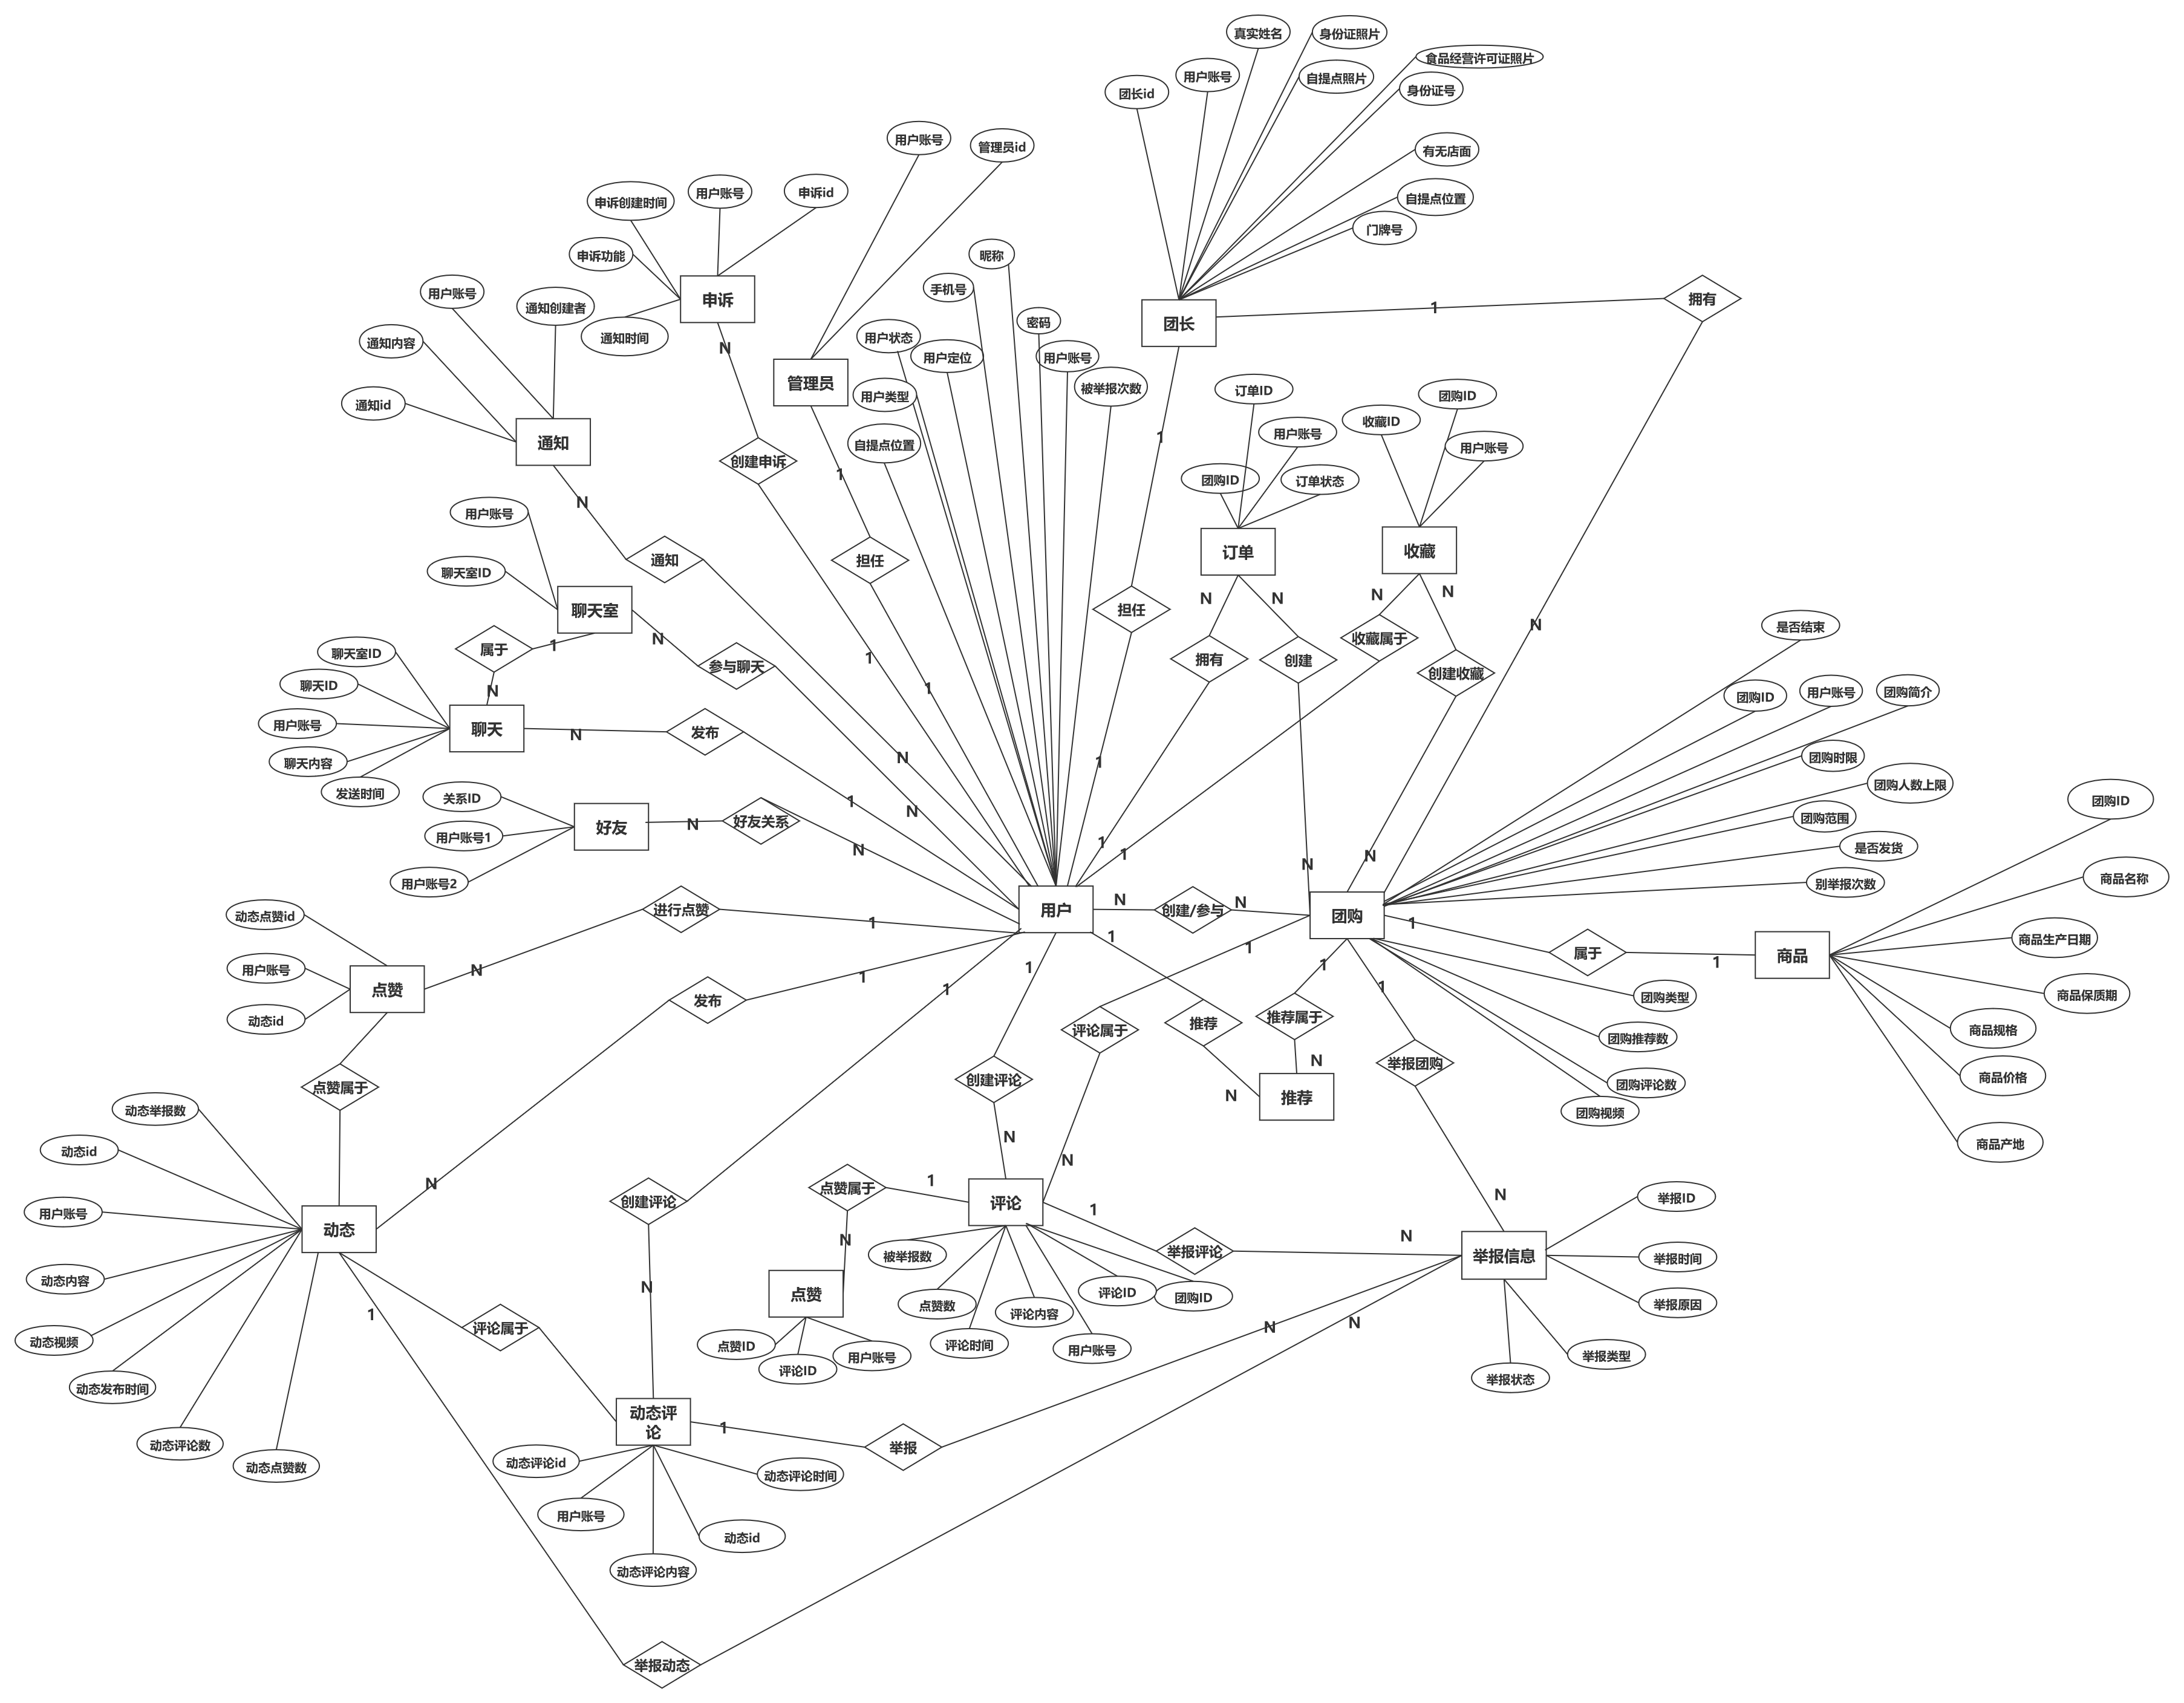 真实姓名
身份证照片
食品经营许可证照片
用户账号
自提点照片
团长id
身份证号
用户账号
管理员id
有无店面
申诉创建时间
用户账号
申诉id
自提点位置
门牌号
申诉功能
昵称
手机号
用户账号
通知创建者
申诉
团长
1
拥有
通知时间
密码
通知内容
用户状态
用户定位
用户账号
N
管理员
被举报次数
用户类型
订单ID
收藏ID
团购ID
通知id
通知
自提点位置
1
用户账号
用户账号
创建申诉
1
团购ID
订单状态
N
用户账号
通知
担任
订单
收藏
聊天室ID
聊天室
担任
N
N
N
N
N
属于
1
N
参与聊天
1
拥有
创建
收藏属于
创建收藏
是否结束
聊天室ID
聊天ID
N
1
团购ID
用户账号
团购简介
用户账号
聊天
N
发布
聊天内容
N
1
团购时限
发送时间
关系ID
1
N
团购人数上限
团购ID
用户账号1
好友
N
好友关系
团购范围
用户账号2
N
1
1
N
N
是否发货
商品名称
别举报次数
动态点赞id
进行点赞
1
用户
N
创建/参与
N
团购
1
商品生产日期
用户账号
N
1
1
1
1
1
属于
1
商品
动态id
点赞
发布
1
1
团购类型
商品保质期
评论属于
推荐
推荐属于
团购推荐数
商品规格
点赞属于
创建评论
N
举报团购
团购评论数
商品价格
动态举报数
N
推荐
团购视频
动态id
N
N
商品产地
用户账号
N
创建评论
点赞属于
1
评论
N
举报ID
动态
1
动态内容
N
被举报数
举报评论
N
举报信息
举报时间
动态视频
1
N
点赞
点赞数
评论内容
评论ID
团购ID
举报原因
评论属于
点赞ID
评论ID
用户账号
评论时间
用户账号
N
N
举报类型
动态发布时间
举报状态
动态评论数
动态评
论
1
举报
动态点赞数
动态评论id
动态评论时间
用户账号
动态id
动态评论内容
举报动态